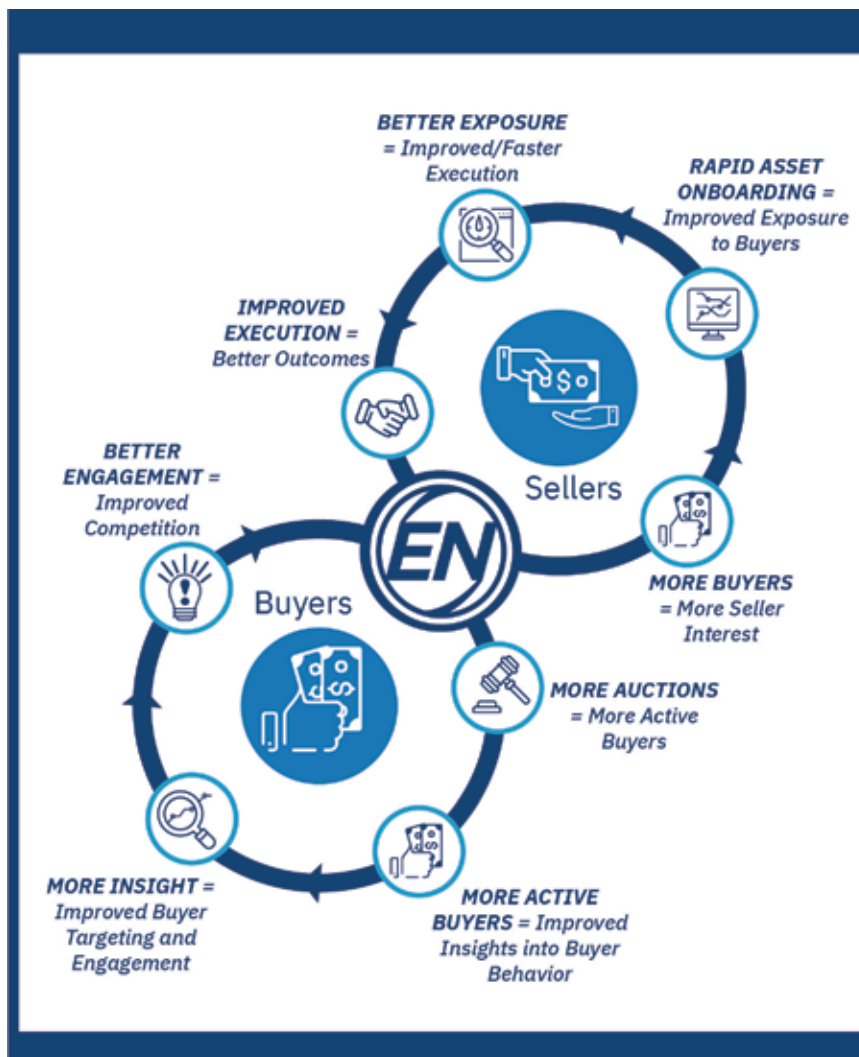 BETTER EXPOSURE
= Improved/Faster
Execution
RAPID ASSET
ONBOARDING =
Improved Exposure
to Buyers
IMPROVED
EXECUTION =
Better Outcomes
Sellers
MORE BUYERS
= More Seller
Interest
EN
BETTER
ENGAGEMENT =
Improved
Competition
Buyers
MORE AUCTIONS
= More Active
Buyers
MORE INSIGHT =
Improved Buyer
Targeting and
Engagement
MORE ACTIVE
BUYERS = Improved
Insights into Buyer
Behavior